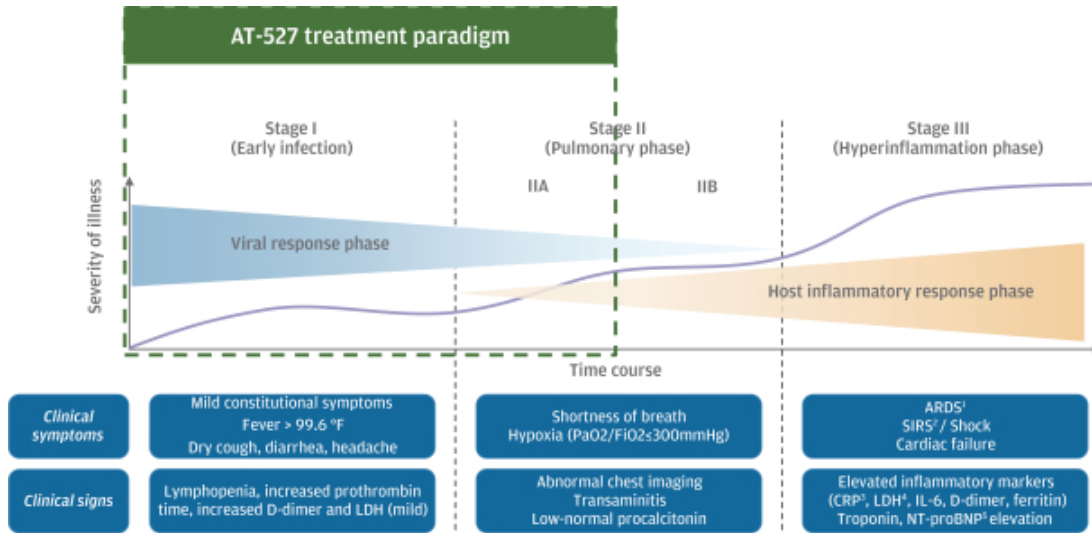 AT-527 treatment paradigm
Stage I
(Early infection)
Stage II
(Pulmonary phase)
Stage III
(Hyperinflammation phase)
IIA
IIB
Severity of illness
Viral response phase
Host inflammatory response phase
Time course
Clinical
symptoms
Mild constitutional symptoms
Fever > 99.6 °F
Dry cough, diarrhea, headache
Shortness of breath
Hypoxia (PaO2/FiO2≤300mmHg)
ARDS¹
SIRS² / Shock
Cardiac failure
Clinical signs
Lymphopenia, increased prothrombin
time, increased D-dimer and LDH (mild)
Abnormal chest imaging
Transaminitis
Low-normal procalcitonin
Elevated inflammatory markers
(CRP³, LDH⁴, IL-6, D-dimer, ferritin)
Troponin, NT-proBNP⁵ elevation